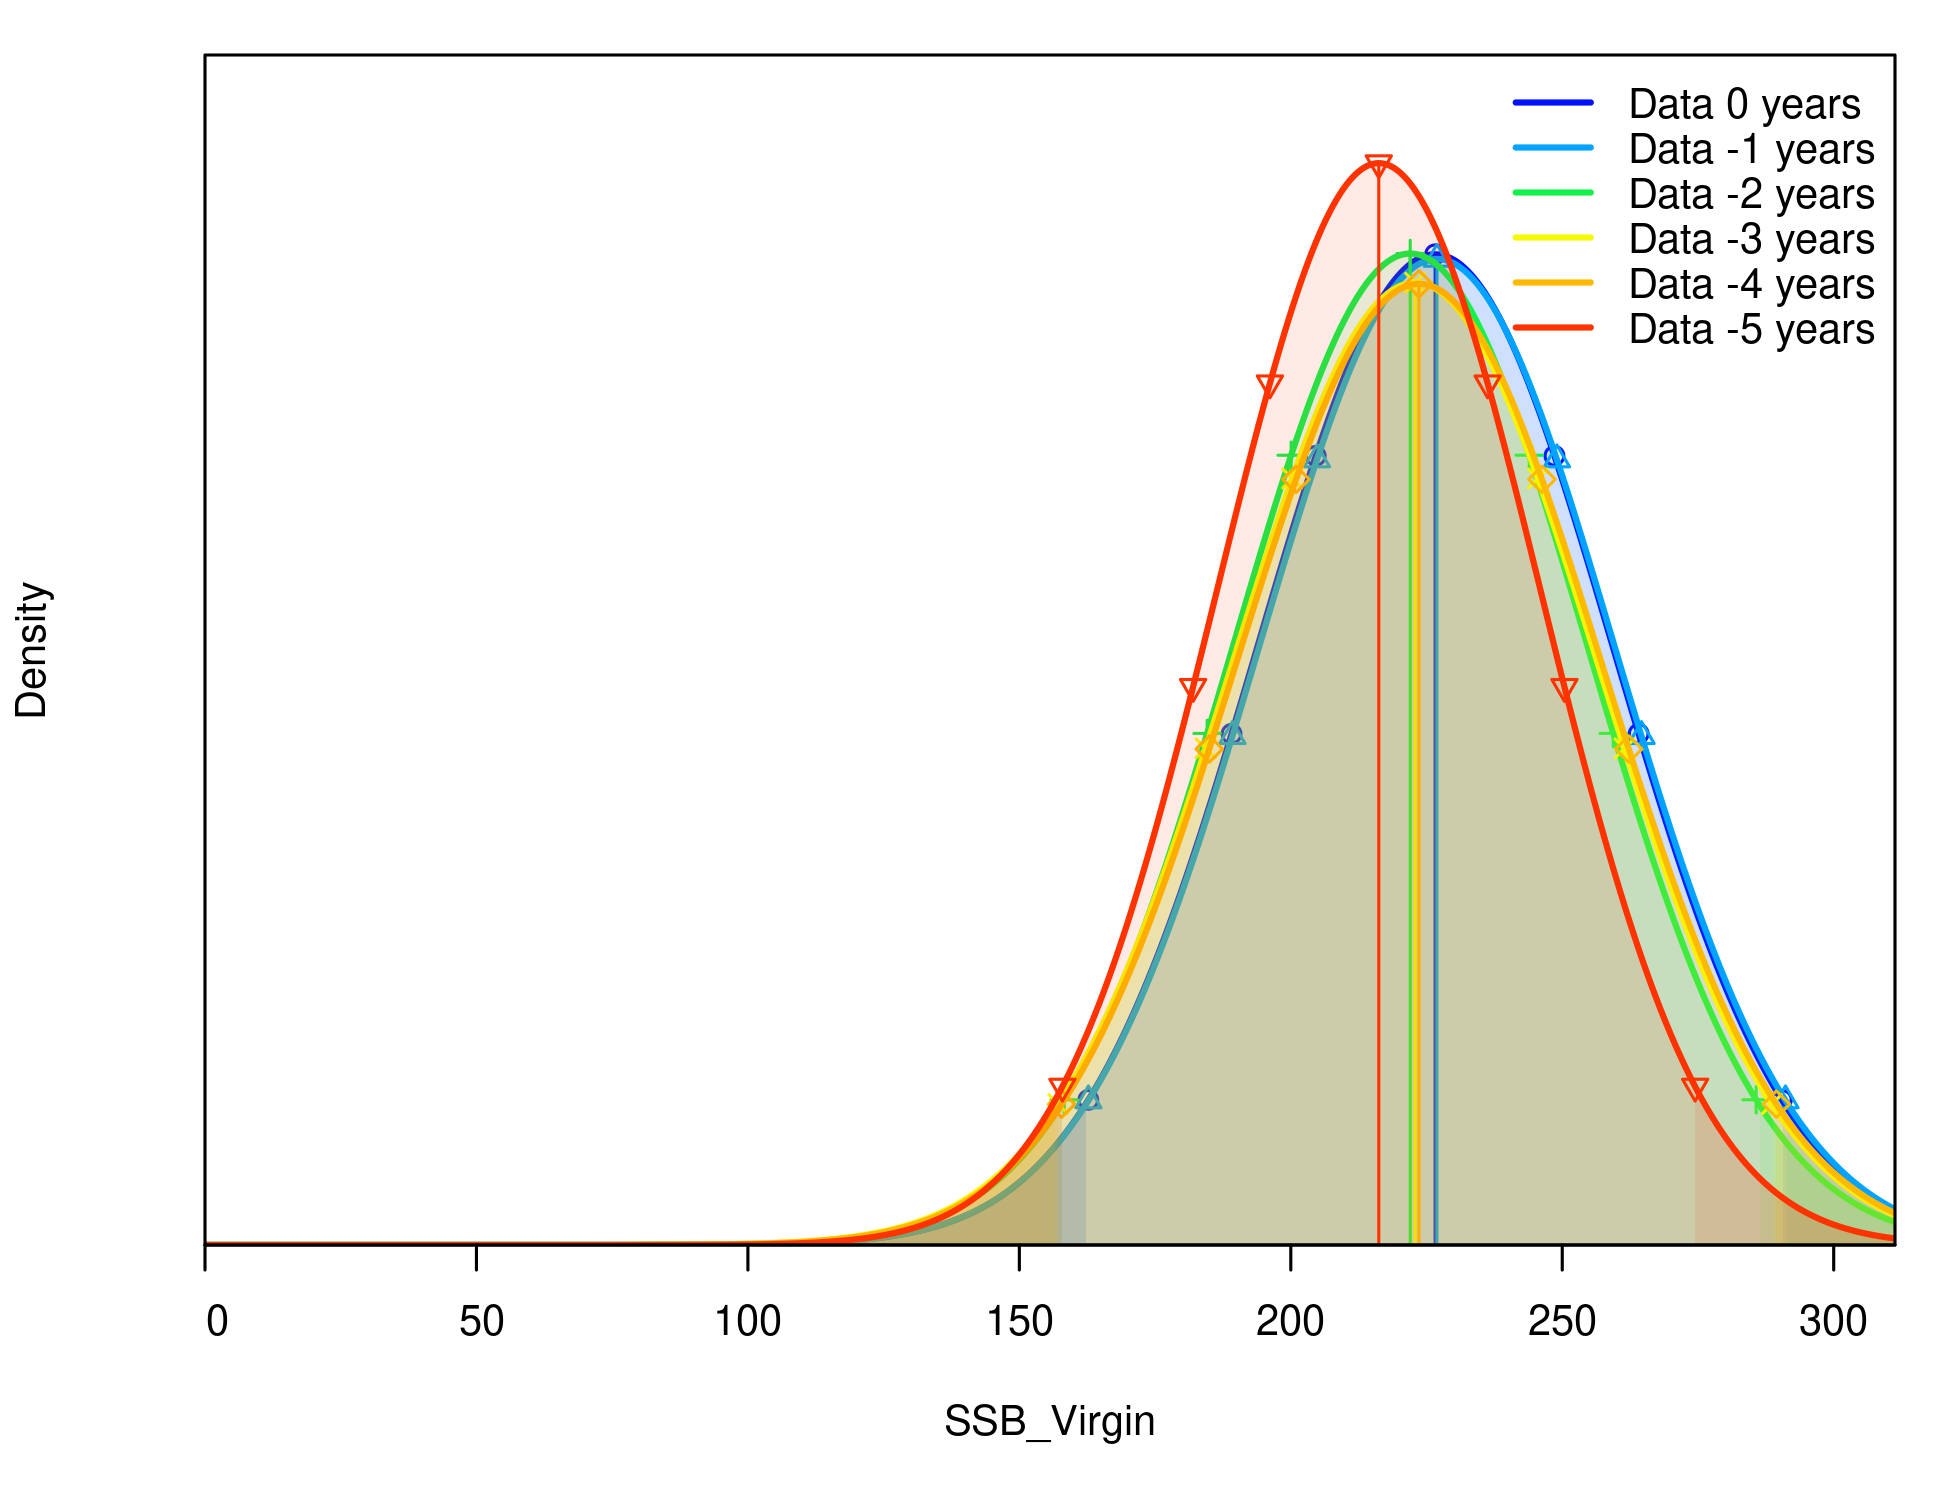 Data 0 years
Data -1 years
Data -2 years
Data -3 years
Data -4 years
Data -5 years
Density
0 50 100 150 200 250 300
SSB_Virgin